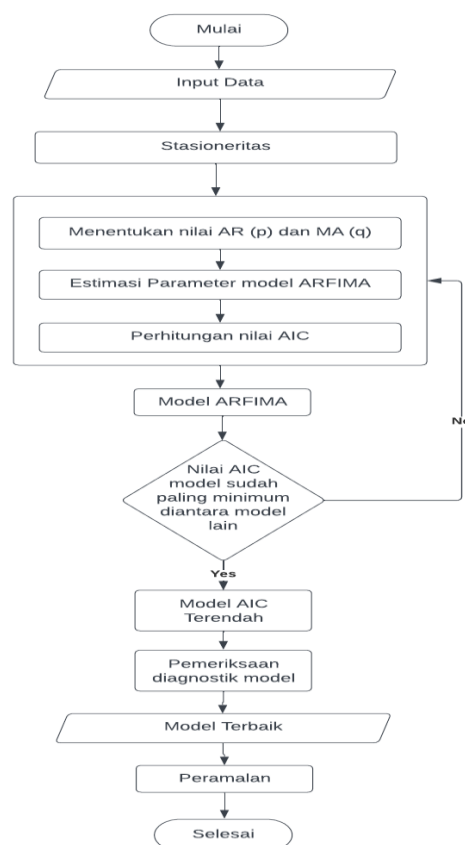 Mulai
Input Data
Stasioneritas
Menentukan nilai AR (p) dan MA (q)
Estimasi Parameter model ARFIMA
Perhitungan nilai AIC
Model ARFIMA
Nilai AIC
model sudah
paling minimum
diantara model
lain
No
Yes
Model AIC
Terendah
Pemeriksaan
diagnostik model
Model Terbaik
Peramalan
Selesai